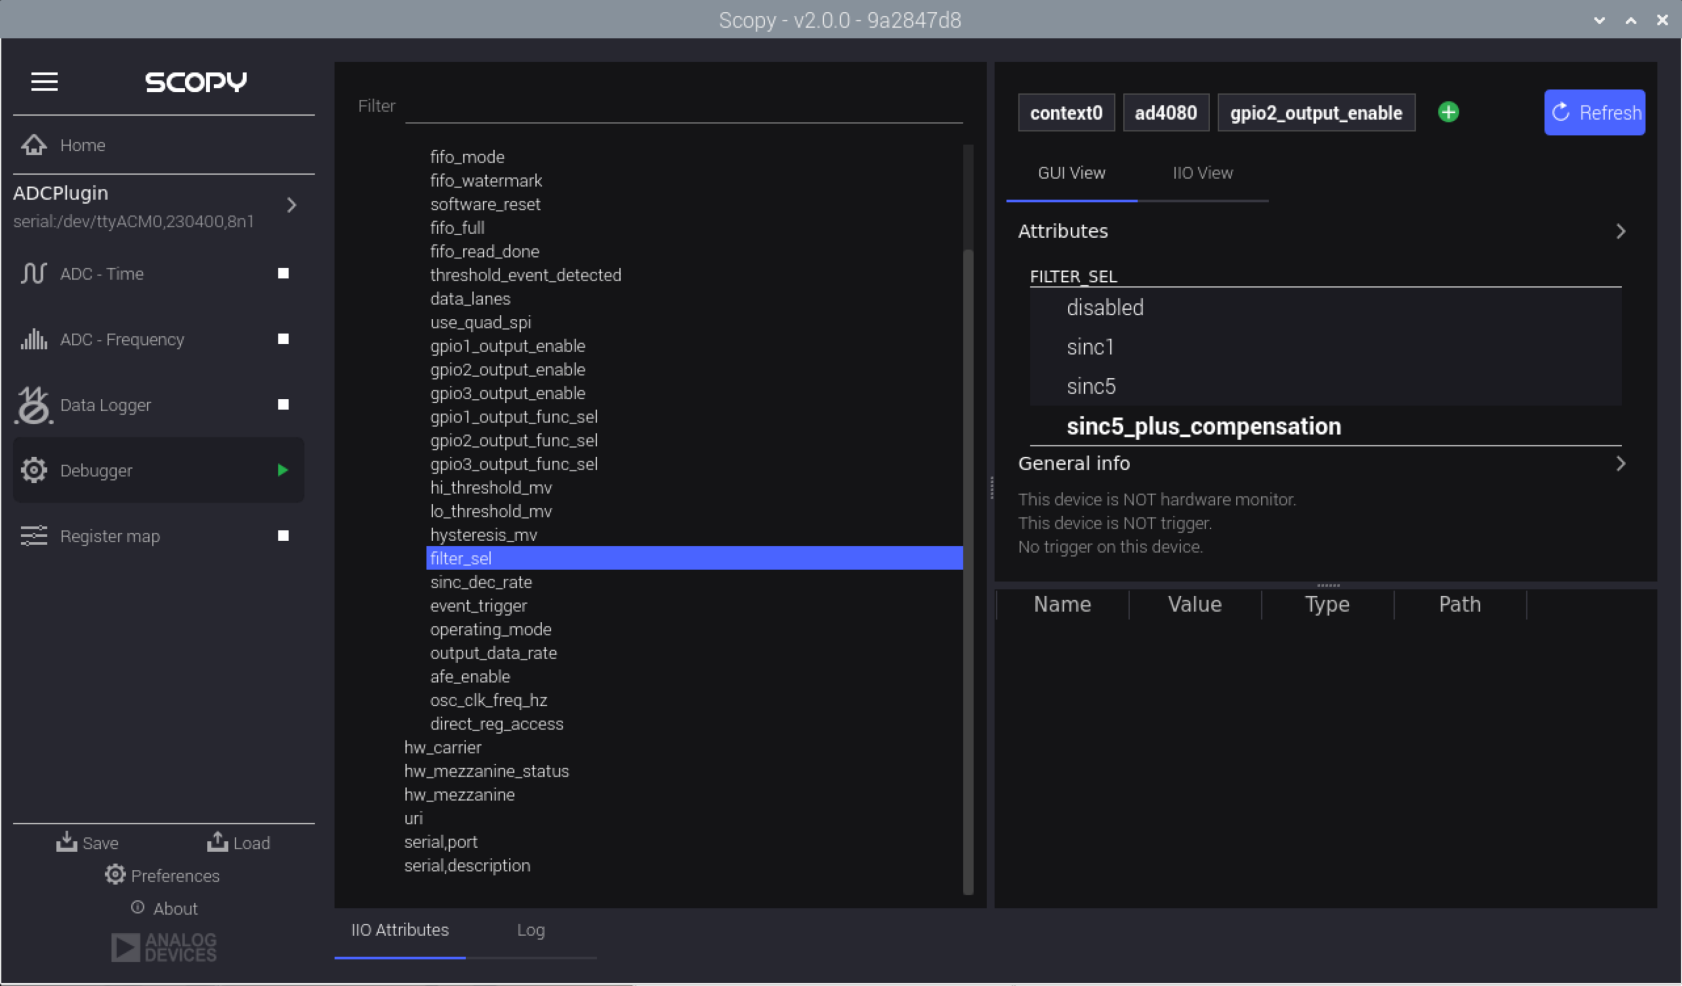 Scopy - v2.0.0 - 9a2847d8
SCOPY
Home
ADCPlugin
serial:/dev/ttyACM0,230400,8n1
ADC - Time
ADC - Frequency
Data Logger
Debugger
Register map
Save
Load
Preferences
About
ANALOG
DEVICES
Filter
fifo_mode
fifo_watermark
software_reset
fifo_full
fifo_read_done
threshold_event_detected
data_lanes
use_quad_spi
gpio1_output_enable
gpio2_output_enable
gpio3_output_enable
gpio1_output_func_sel
gpio2_output_func_sel
gpio3_output_func_sel
hi_threshold_mv
lo_threshold_mv
hysteresis_mv
filter_sel
sinc_dec_rate
event_trigger
operating_mode
output_data_rate
afe_enable
osc_clk_freq_hz
direct_reg_access
hw_carrier
hw_mezzanine_status
hw_mezzanine
uri
serial,port
serial,description
IIO Attributes
Log
context0
ad4080
gpio2_output_enable
Refresh
GUI View
IIO View
Attributes
FILTER_SEL
disabled
sinc1
sinc5
sinc5_plus_compensation
General info
This device is NOT hardware monitor.
This device is NOT trigger.
No trigger on this device.
Name
Value
Type
Path